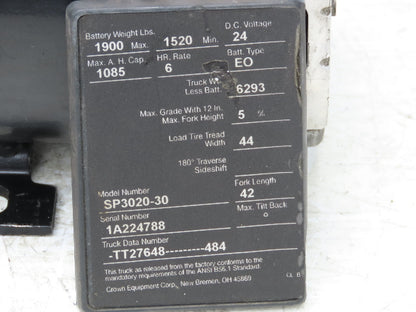 Battery Weight Lbs. D.C. Voltage
1900 Max. 1520 Min. 24
Max. A. H. Cap. HR. Rate Batt. Type
1085 6 EO
Truck Wt.
Less Batt. 6293
Max. Grade With 12 In.
Max. Fork Height 5 %
Load Tire Tread
Width 44
180° Traverse
Sideshift
Model Number Fork Length
SP3020-30 42
Serial Number Max. Tilt Back
1A224788 °
Truck Data Number
-TT27648---------484
This truck as released from the factory conforms to the
mandatory requirements of the ANSI B56.1 Standard.
Crown Equipment Corp., New Bremen, OH 45869